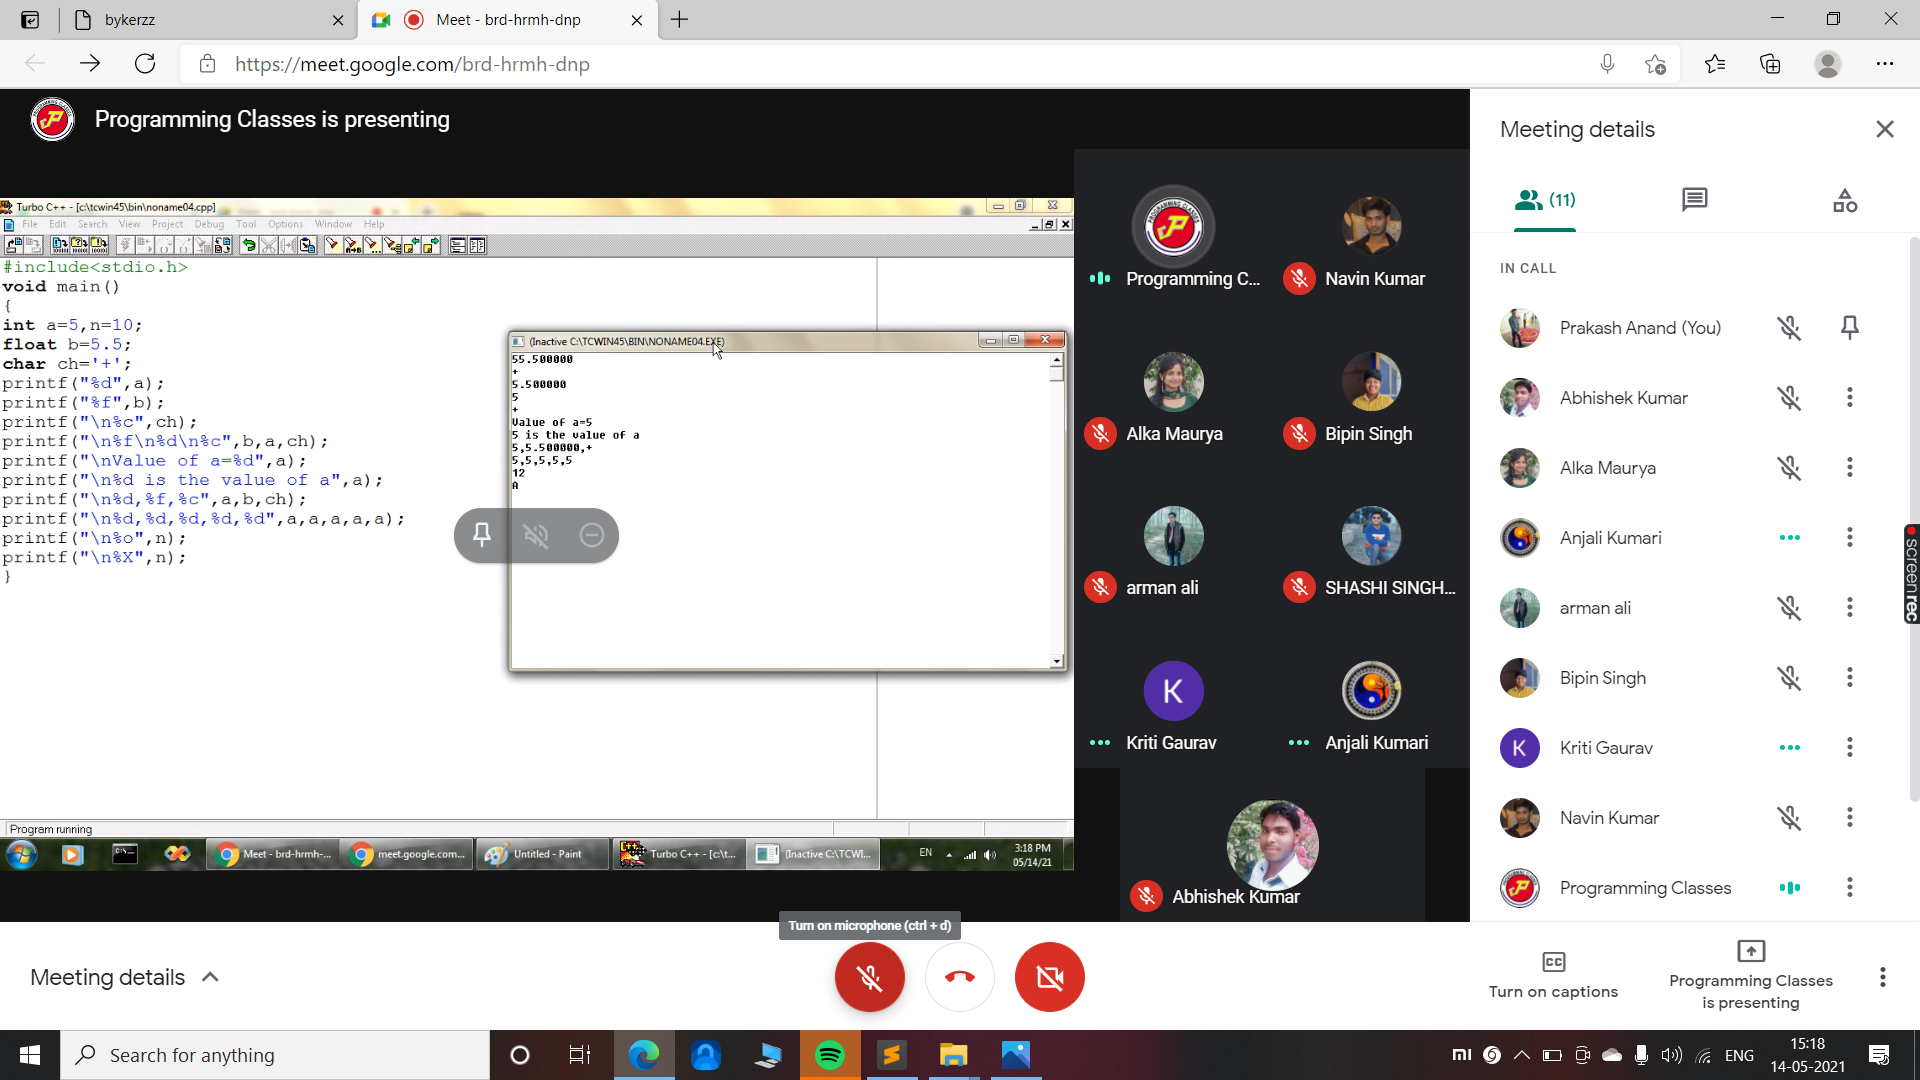 bykerzz
Meet - brd-hrmh-dnp
https://meet.google.com/brd-hrmh-dnp
Programming Classes is presenting
Turbo C++ - [c:\tcwin45\bin\noname04.cpp]
File Edit Search View Project Debug Tool Options Window Help
#include<stdio.h>
void main()
{
int a=5,n=10;
float b=5.5;
char ch='+';
printf("%d",a);
printf("%f",b);
printf("\n%c",ch);
printf("\n%f\n%d\n%c",b,a,ch);
printf("\nValue of a=%d",a);
printf("\n%d is the value of a",a);
printf("\n%d,%f,%c",a,b,ch);
printf("\n%d,%d,%d,%d,%d",a,a,a,a,a);
printf("\n%o",n);
printf("\n%X",n);
}
(Inactive C:\TCWIN45\BIN\NONAME04.EXE)
55.500000
+
5.500000
5
+
Value of a=5
5 is the value of a
5,5.500000,+
5,5,5,5,5
12
A
Program running
Meet - brd-hrmh-...
meet.google.com...
Untitled - Paint
Turbo C++ - [c:\t...
(Inactive C:\TCWI...
EN
3:18 PM
05/14/21
Programming C...
Navin Kumar
Alka Maurya
Bipin Singh
arman ali
SHASHI SINGH...
K
Kriti Gaurav
Anjali Kumari
Abhishek Kumar
Meeting details
(11)
IN CALL
Prakash Anand (You)
Abhishek Kumar
Alka Maurya
Anjali Kumari
arman ali
Bipin Singh
K
Kriti Gaurav
Navin Kumar
Programming Classes
screenrec
Turn on microphone (ctrl + d)
Meeting details
CC
Turn on captions
Programming Classes
is presenting
Search for anything
mi
ENG
15:18
14-05-2021